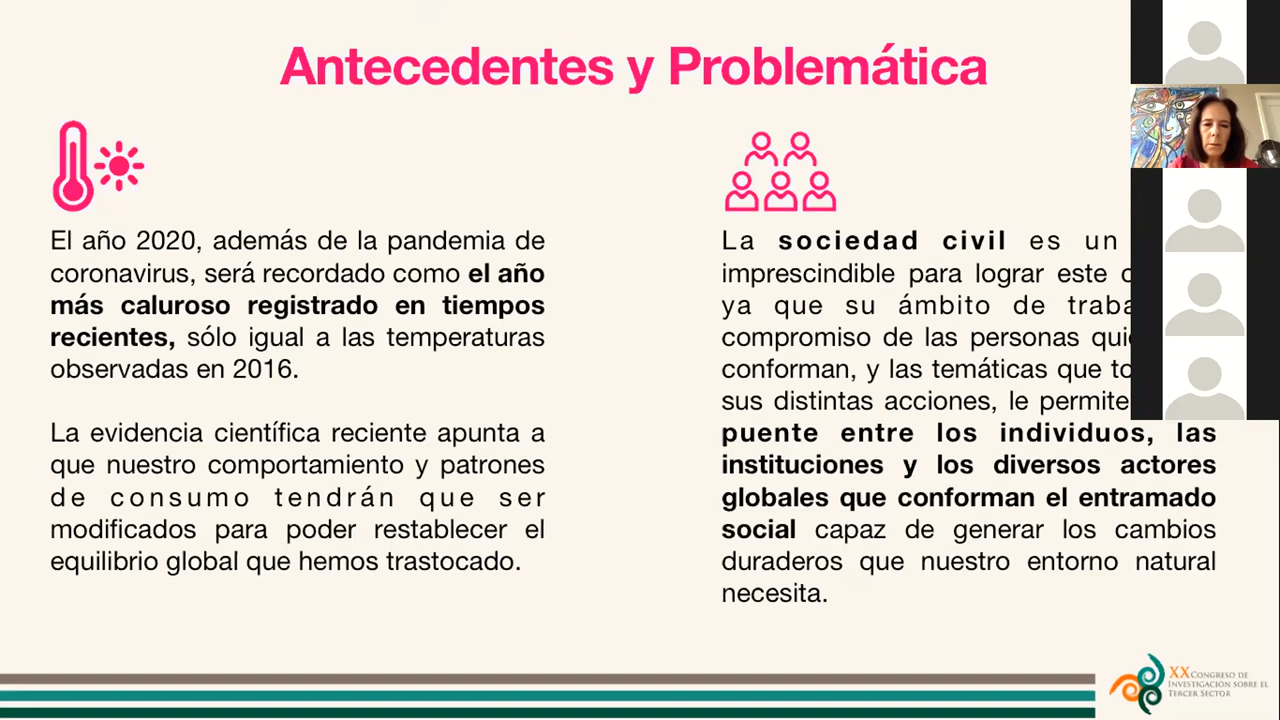 Antecedentes y Problemática
El año 2020, además de la pandemia de
coronavirus, será recordado como el año
más caluroso registrado en tiempos
recientes, sólo igual a las temperaturas
observadas en 2016.
La evidencia científica reciente apunta a
que nuestro comportamiento y patrones
de consumo tendrán que ser
modificados para poder restablecer el
equilibrio global que hemos trastocado.
La sociedad civil es un
imprescindible para lograr este
ya que su ámbito de
compromiso de las personas
conforman, y las temáticas que
sus distintas acciones, le
puente entre los individuos, las
instituciones y los diversos actores
globales que conforman el entramado
social capaz de generar los cambios
duraderos que nuestro entorno natural
necesita.
XX Congreso de
Investigación sobre el
Tercer Sector